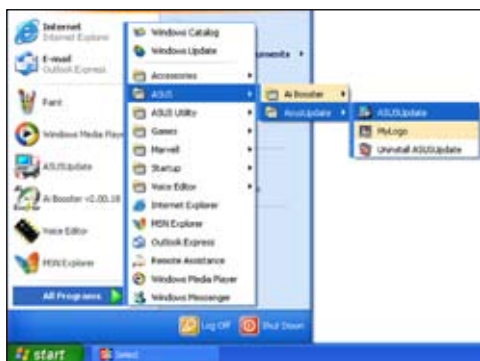 Internet
Internet Explorer
E-mail
Outlook Express
Paint
Windows Media Player
ASUSUpdate
Ai Booster v2.00.18
Voice Editor
MSN Explorer
All Programs
Windows Catalog
Windows Update
Accessories
ASUS
ASUS Utility
Games
Marvell
Startup
Voice Editor
Internet Explorer
MSN Explorer
Outlook Express
Remote Assistance
Windows Media Player
Windows Messenger
Ai Booster
AsusUpdate
ASUSUpdate
MyLogo
Uninstall ASUSUpdate
Log Off
Shut Down
start